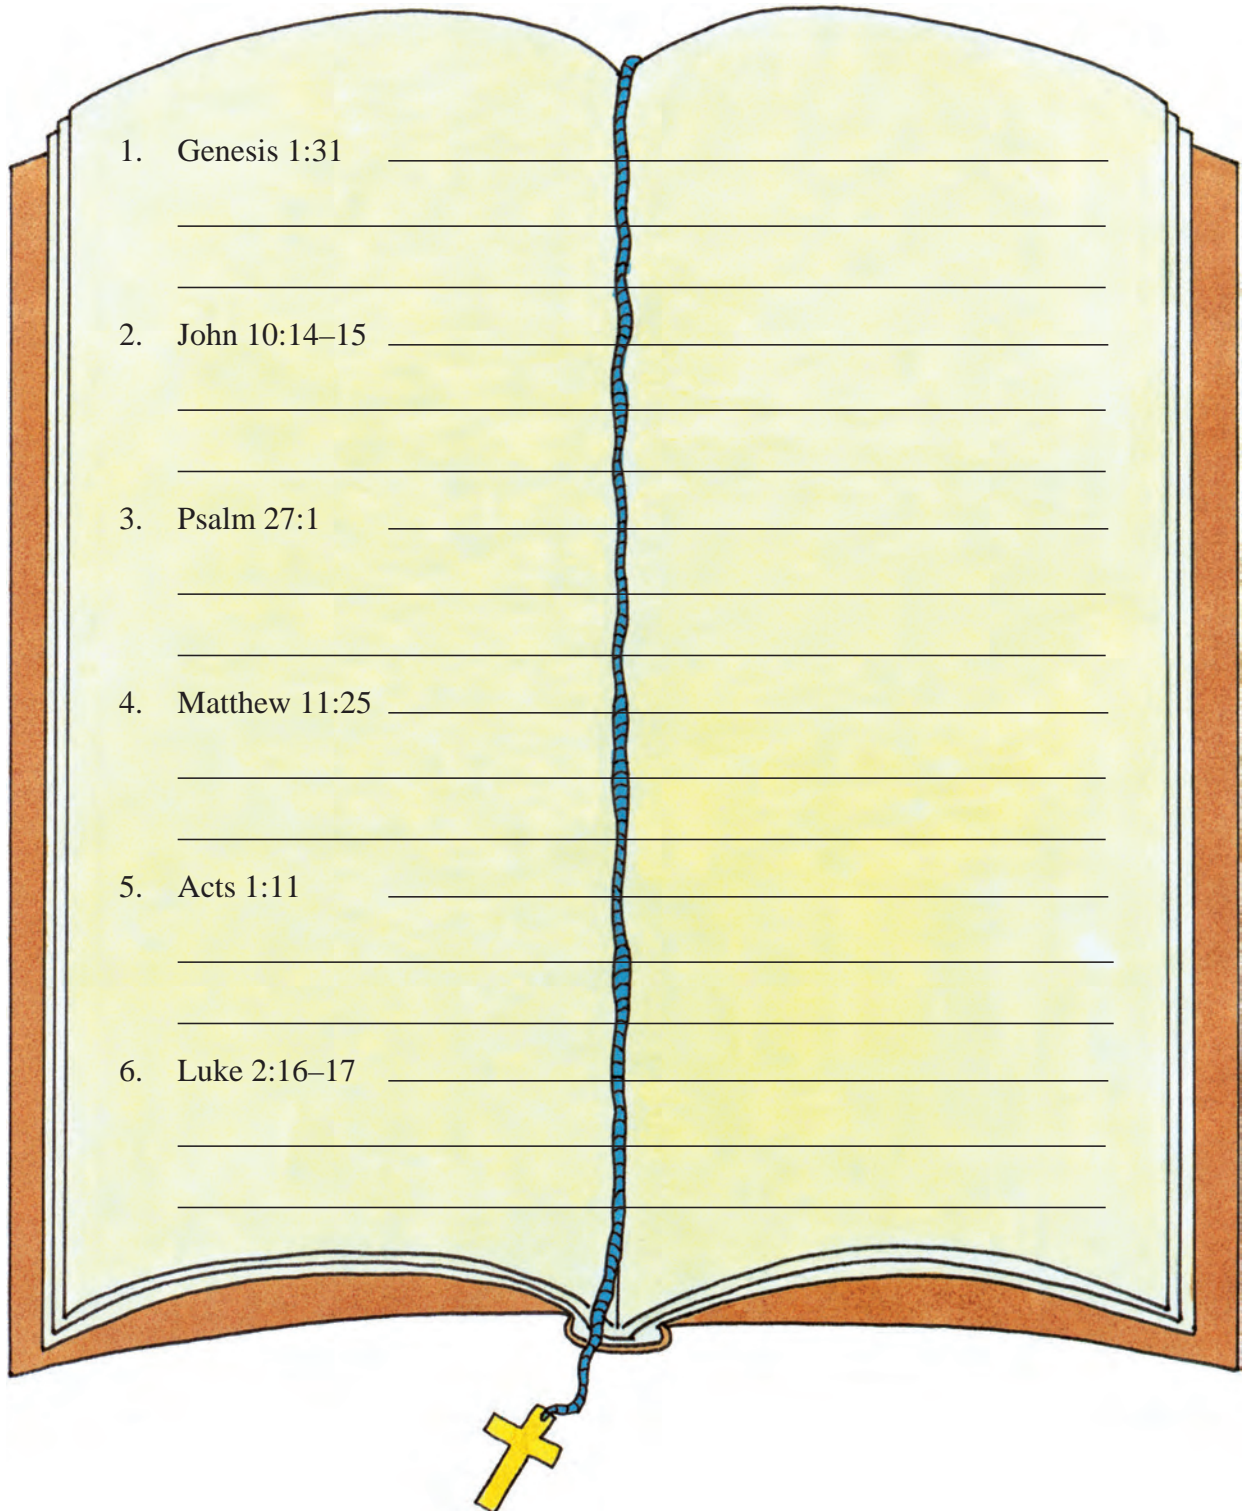 1. Genesis 1:31
2. John 10:14–15
3. Psalm 27:1
4. Matthew 11:25
5. Acts 1:11
6. Luke 2:16–17